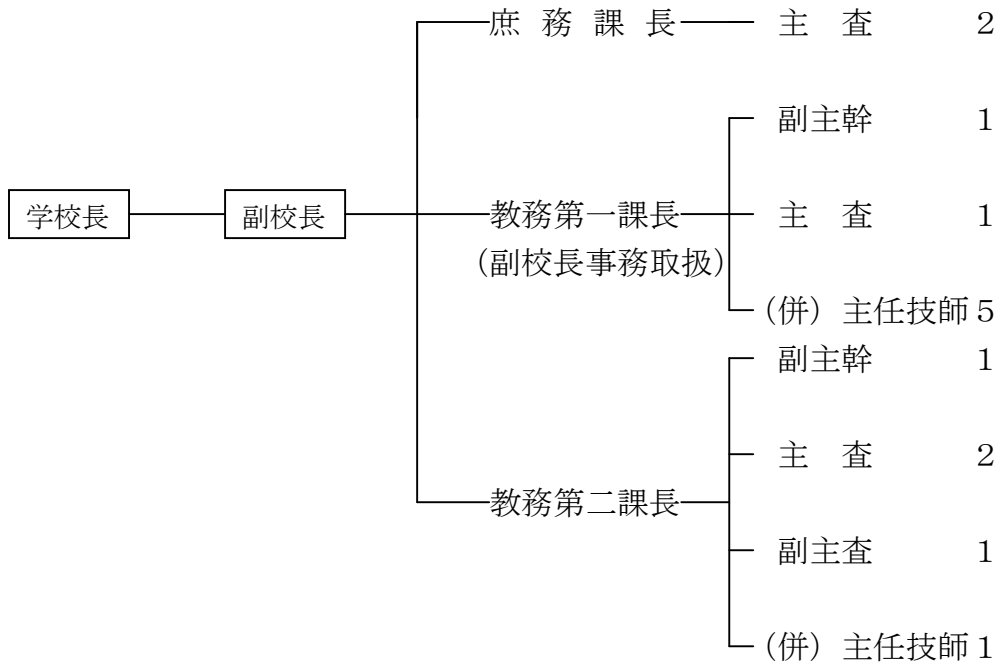 庶 務 課 長 主 査 2
副主幹 1
学校長 副校長 教務第一課長 主 査 1
（副校長事務取扱）
（併）主任技師 5
副主幹 1
主 査 2
教務第二課長
副主査 1
（併）主任技師 1